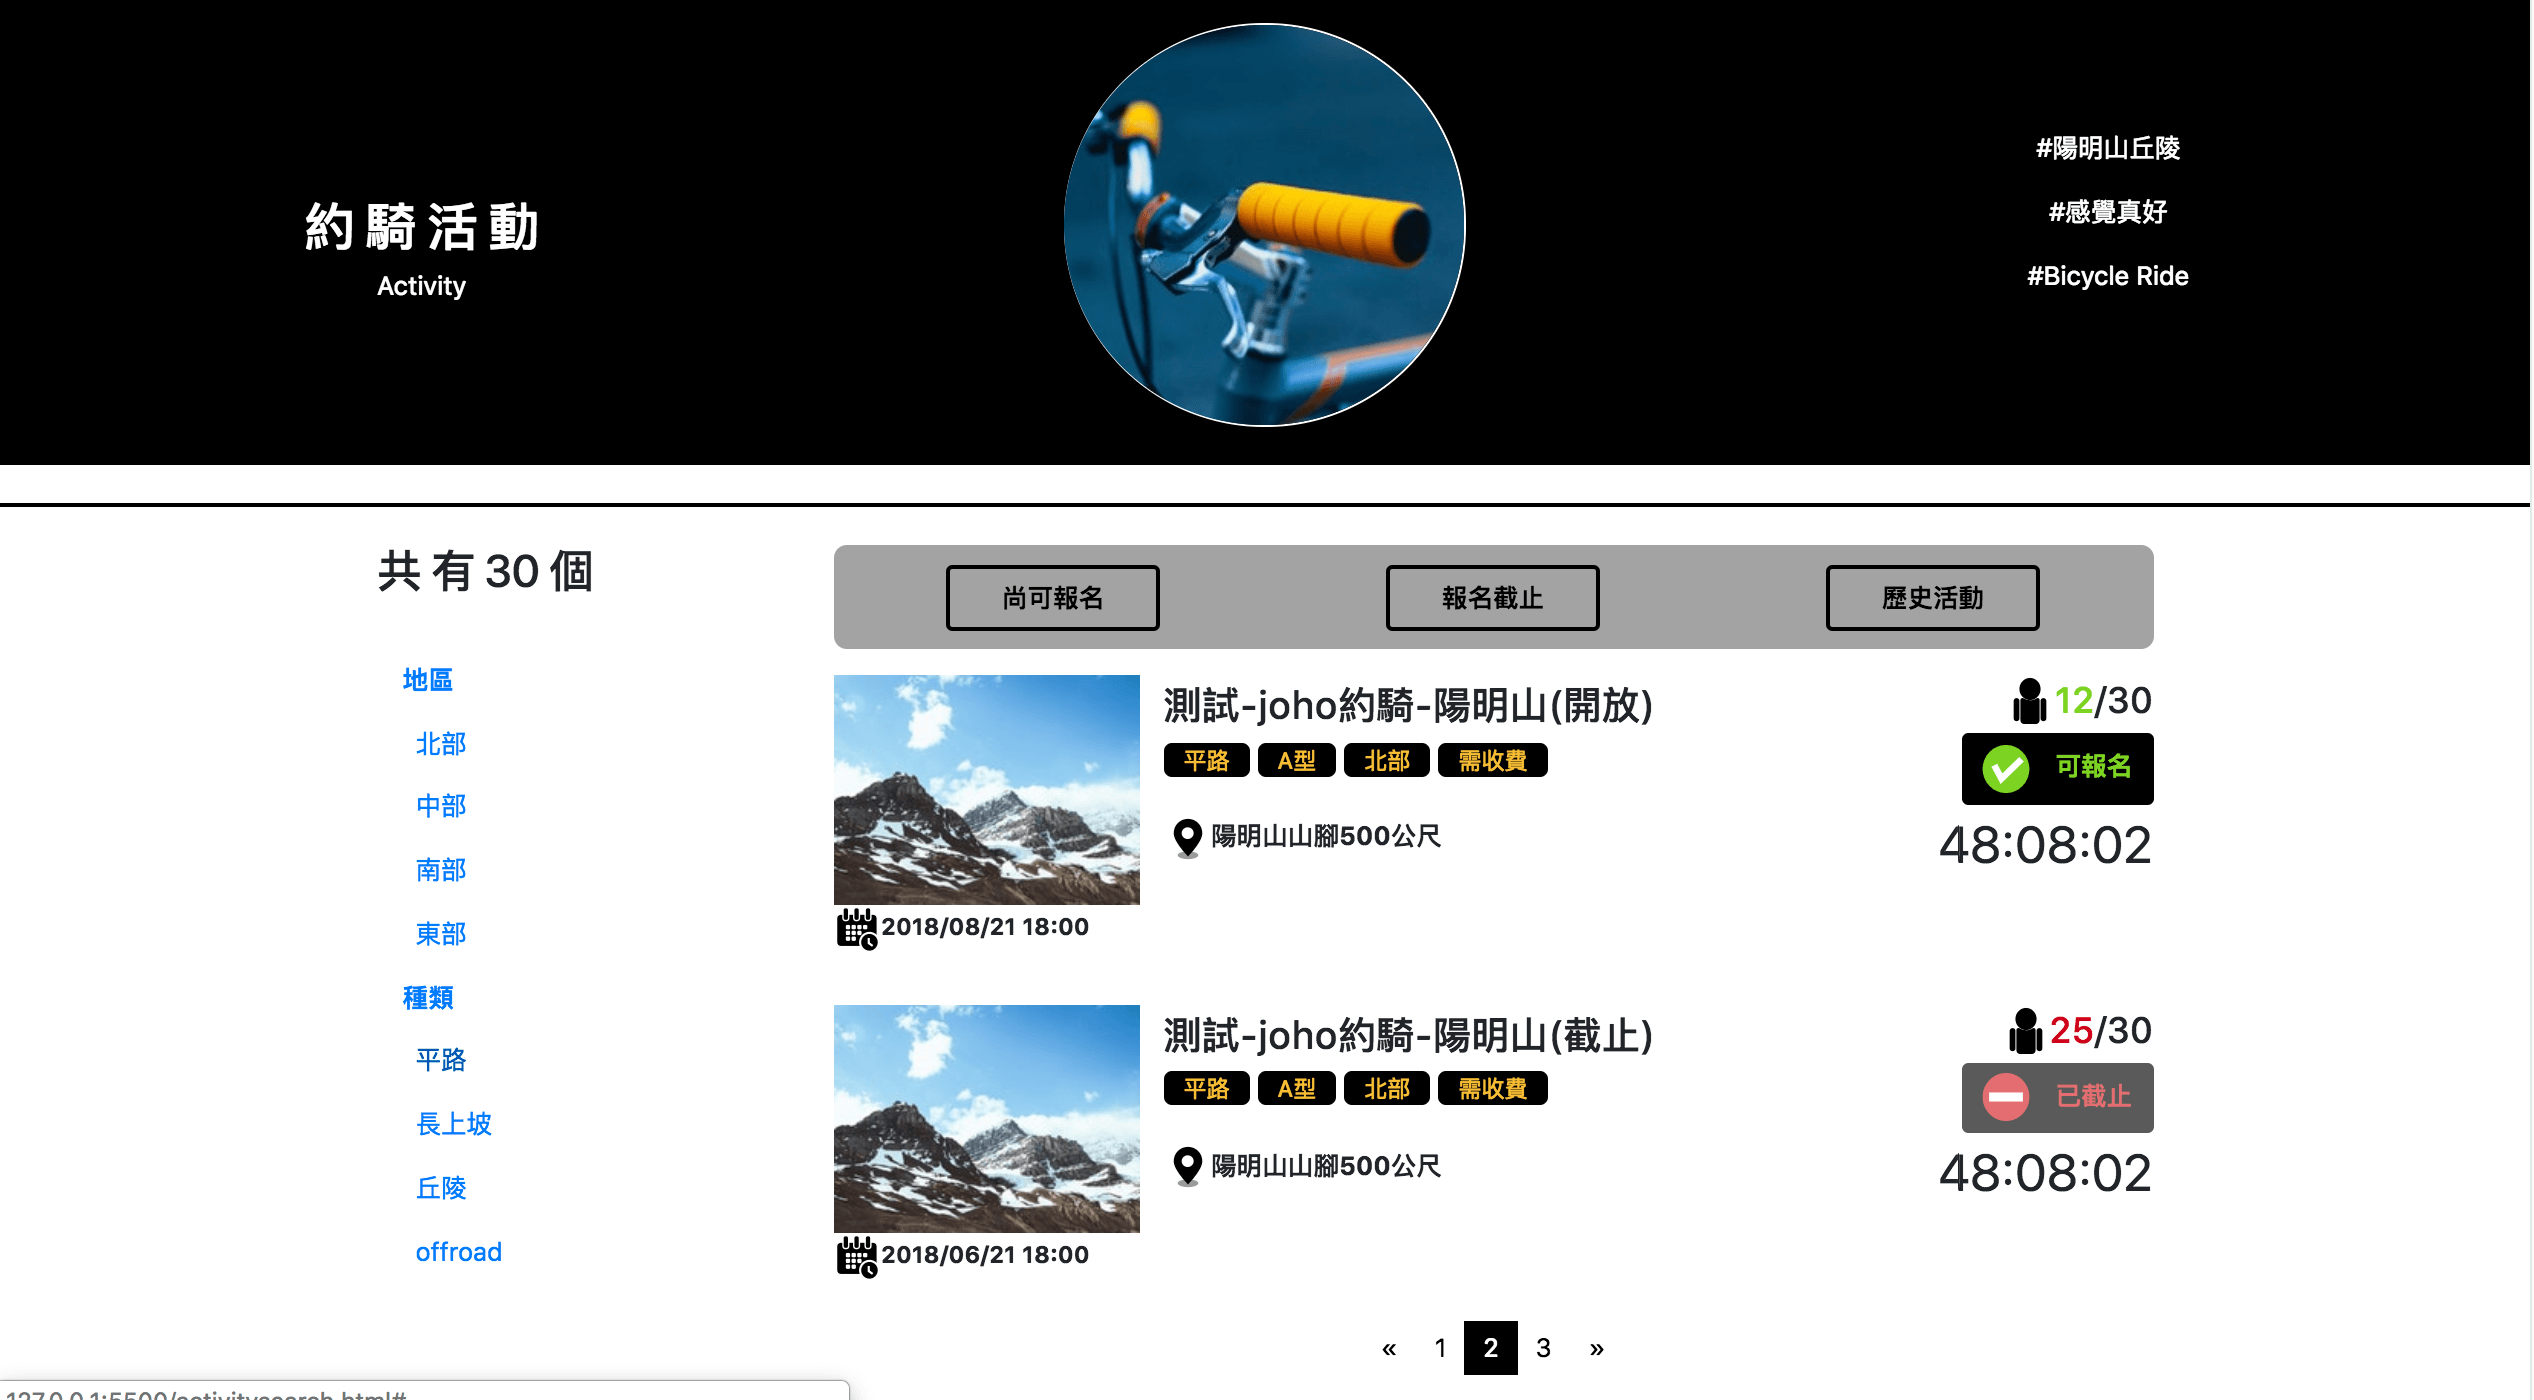 約騎活動
Activity
#陽明山丘陵
#感覺真好
#Bicycle Ride
共有30個
地區
北部
中部
南部
東部
種類
平路
長上坡
丘陵
offroad
尚可報名 報名截止 歷史活動
測試-joho約騎-陽明山(開放)
平路 A型 北部 需收費
陽明山山腳500公尺
2018/08/21 18:00
12/30
可報名
48:08:02
測試-joho約騎-陽明山(截止)
平路 A型 北部 需收費
陽明山山腳500公尺
2018/06/21 18:00
25/30
已截止
48:08:02
« 1 2 3 »
127.0.0.1:5500/activitysearch.html#